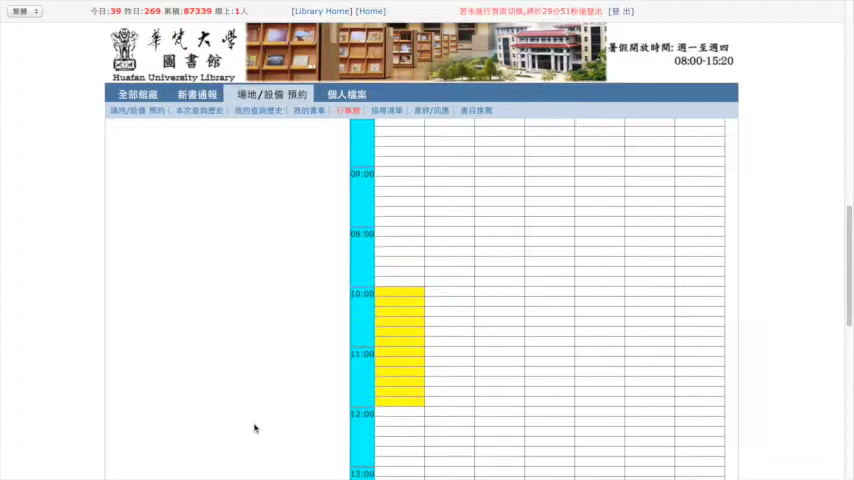 繁體
今日:39 昨日:269 累積:87339 線上:1人
[Library Home] [Home]
若未進行頁面切換,將於29分51秒後登出 [登 出]
華梵大學
圖書館
Huafan University Library
暑假開放時間: 週一至週四
08:00-15:20
全部館藏 新書通報 場地/設備 預約 個人檔案
場地/設備 預約| 本次查詢歷史| 我的查詢歷史| 我的書車| 行事曆| 協尋清單| 書評/回應| 書目推薦
08:00
09:00
10:00
11:00
12:00
13:00